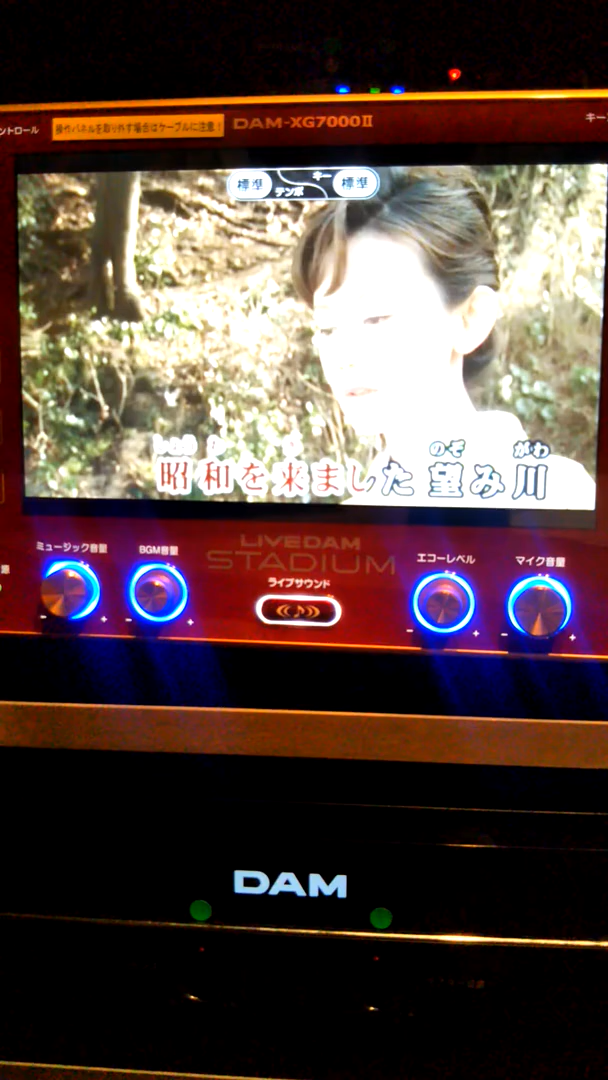 ントロール
操作パネルを取り外す場合はケーブルに注意！
DAM-XG7000Ⅱ
キー
標準
キー
テンポ
標準
のぞ がわ
昭和を来ました 望み川
LIVE DAM
STADIUM
ミュージック音量
BGM音量
ライブサウンド
エコーレベル
マイク音量
- +
- +
- +
- +
DAM